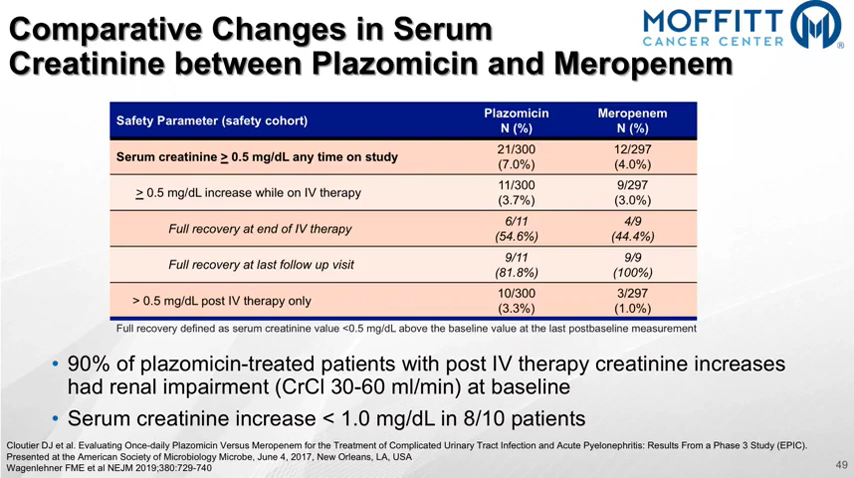 Comparative Changes in Serum
Creatinine between Plazomicin and Meropenem
MOFFITT
CANCER CENTER
®
Safety Parameter (safety cohort) Plazomicin N (%) Meropenem N (%)
Serum creatinine ≥ 0.5 mg/dL any time on study 21/300 (7.0%) 12/297 (4.0%)
≥ 0.5 mg/dL increase while on IV therapy 11/300 (3.7%) 9/297 (3.0%)
Full recovery at end of IV therapy 6/11 (54.6%) 4/9 (44.4%)
Full recovery at last follow up visit 9/11 (81.8%) 9/9 (100%)
> 0.5 mg/dL post IV therapy only 10/300 (3.3%) 3/297 (1.0%)
Full recovery defined as serum creatinine value <0.5 mg/dL above the baseline value at the last postbaseline measurement
• 90% of plazomicin-treated patients with post IV therapy creatinine increases
had renal impairment (CrCl 30-60 ml/min) at baseline
• Serum creatinine increase < 1.0 mg/dL in 8/10 patients
Cloutier DJ et al. Evaluating Once-daily Plazomicin Versus Meropenem for the Treatment of Complicated Urinary Tract Infection and Acute Pyelonephritis: Results From a Phase 3 Study (EPIC).
Presented at the American Society of Microbiology Microbe, June 4, 2017, New Orleans, LA, USA
Wagenlehner FME et al NEJM 2019;380:729-740
49